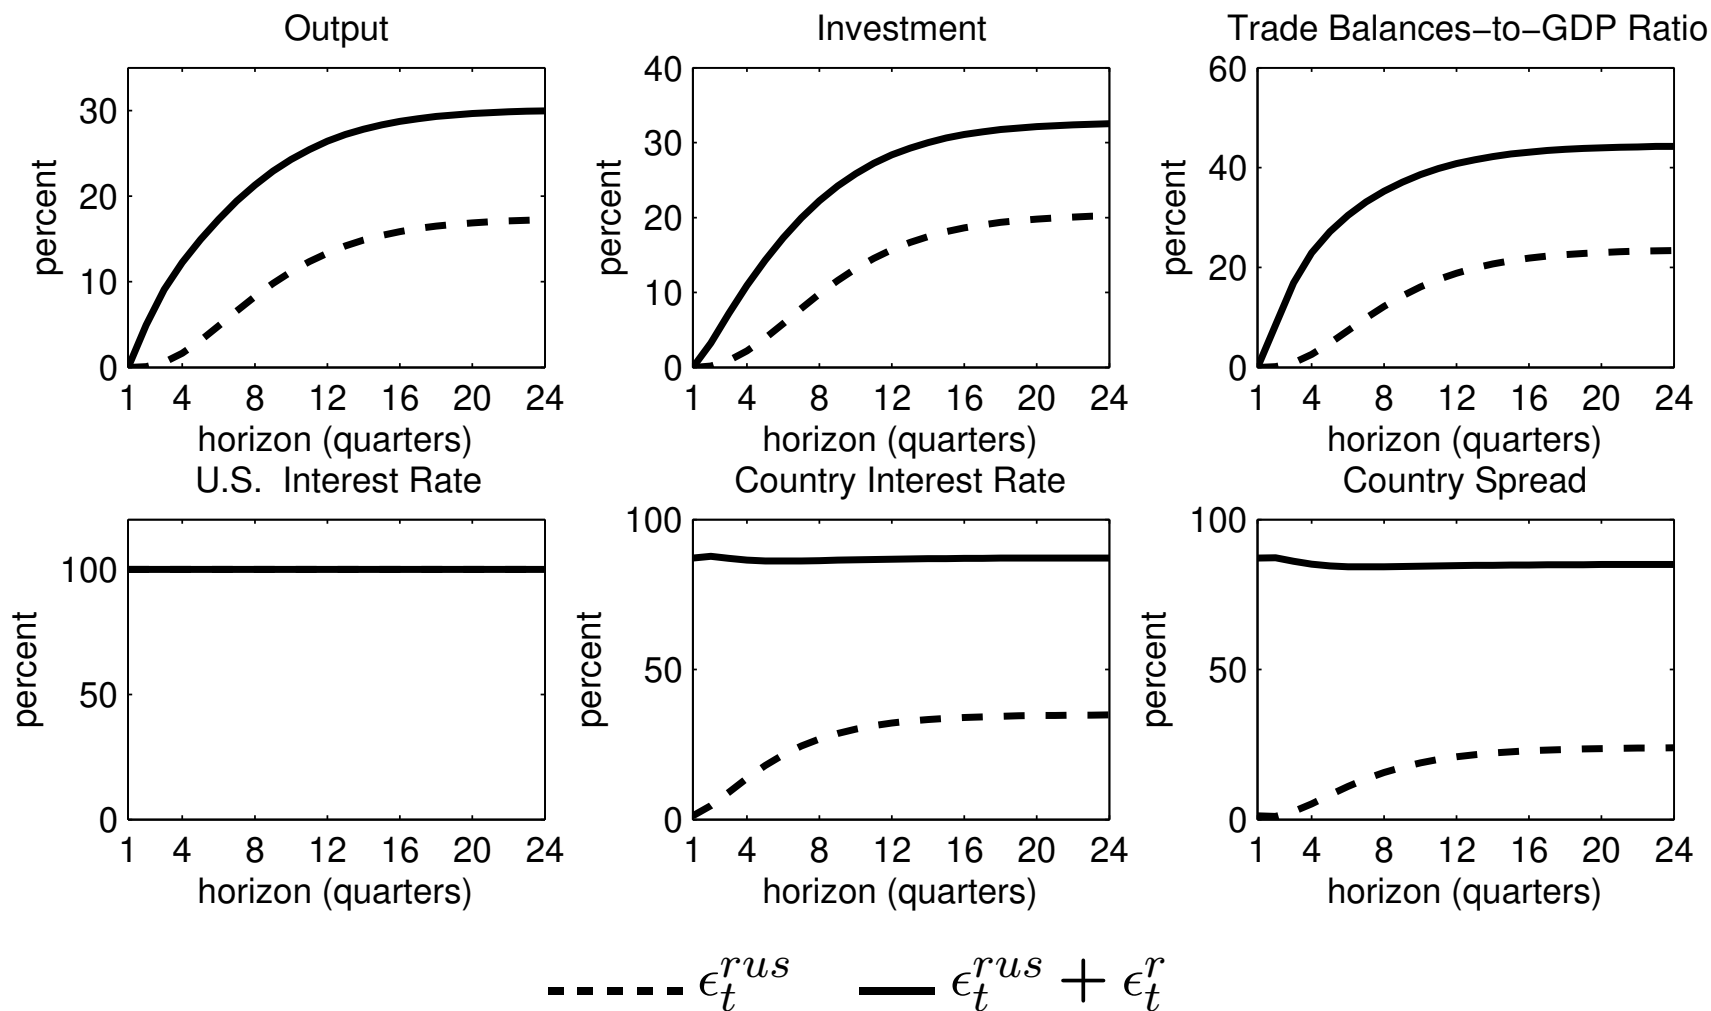 Output Investment Trade Balances−to−GDP Ratio
percent
30
20
10
0
1 4 8 12 16 20 24
horizon (quarters)
percent
40
30
20
10
0
1 4 8 12 16 20 24
horizon (quarters)
percent
60
40
20
0
1 4 8 12 16 20 24
horizon (quarters)
U.S. Interest Rate Country Interest Rate Country Spread
percent
100
50
0
1 4 8 12 16 20 24
horizon (quarters)
percent
100
50
0
1 4 8 12 16 20 24
horizon (quarters)
percent
100
50
0
1 4 8 12 16 20 24
horizon (quarters)
ϵ_t^{rus} ϵ_t^{rus} + ϵ_t^r